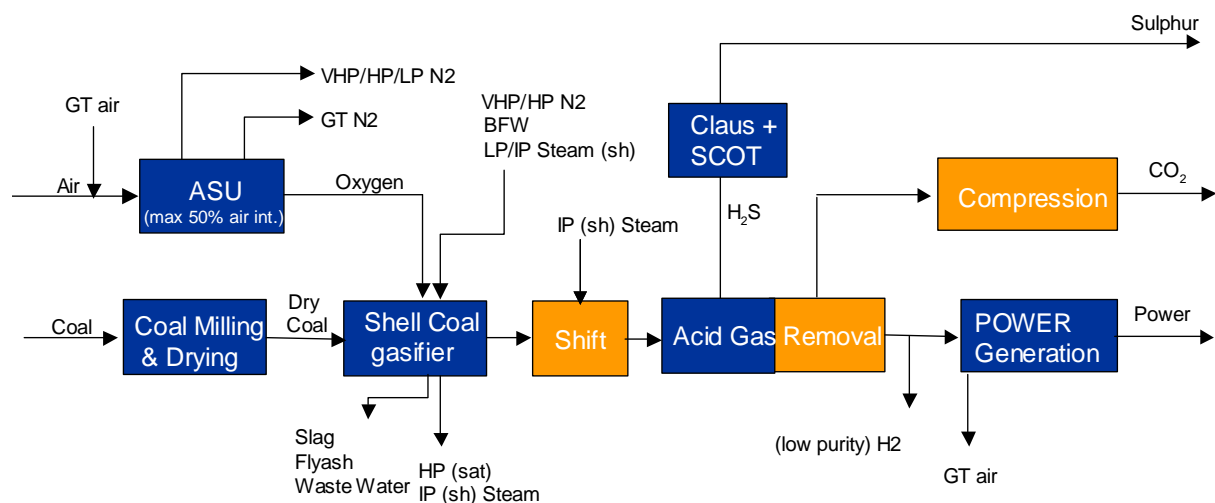 Sulphur
VHP/HP/LP N2
GT air
GT N2
VHP/HP N2
BFW
LP/IP Steam (sh)
Claus +
SCOT
Air
ASU
(max 50% air int.)
Oxygen
H₂S
Compression
CO₂
IP (sh) Steam
Coal
Coal Milling
& Drying
Dry
Coal
Shell Coal
gasifier
Shift
Acid Gas Removal
POWER
Generation
Power
Slag
Flyash
Waste Water
HP (sat)
IP (sh) Steam
(low purity) H2
GT air